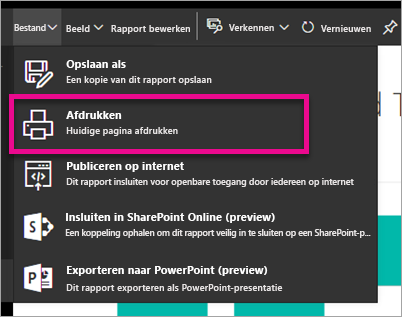 Bestand Beeld Rapport bewerken Verkennen Vernieuwen
Opslaan als
Een kopie van dit rapport opslaan
Afdrukken
Huidige pagina afdrukken
Publiceren op internet
Dit rapport insluiten voor openbare toegang door iedereen op internet
Insluiten in SharePoint Online (preview)
Een koppeling ophalen om dit rapport veilig in te sluiten op een SharePoint-p...
Exporteren naar PowerPoint (preview)
Dit rapport exporteren als PowerPoint-presentatie